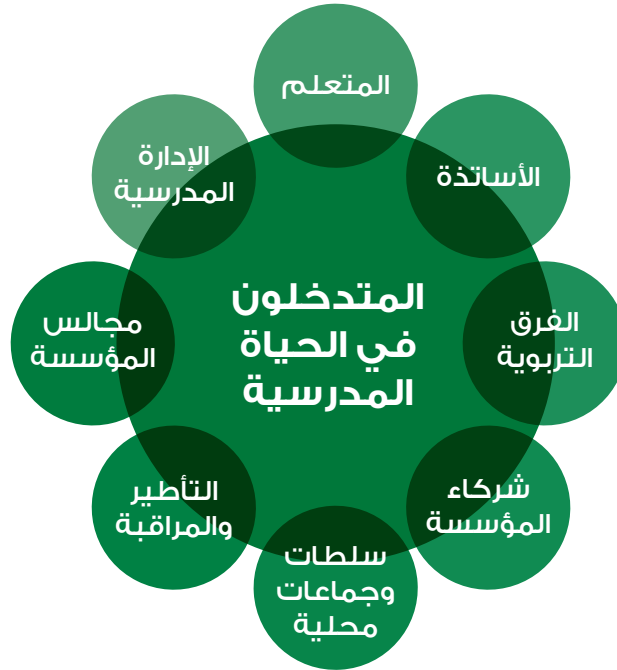 المتدخلون
في الحياة
المدرسية
المتعلم
الأساتذة
الفرق
التربوية
شركاء
المؤسسة
سلطات
وجماعات
محلية
التأطير
والمراقبة
مجالس
المؤسسة
الإدارة
المدرسية